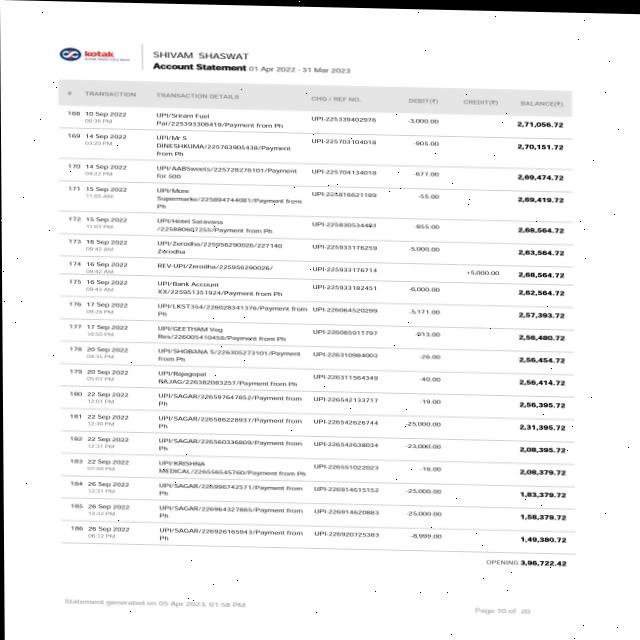 kotak
SHIVAM SHASWAT
Account Statement 01 Apr 2022 - 31 Mar 2023
# TRANSACTION TRANSACTION DETAILS CHQ / REF NO. DEBIT(₹) CREDIT(₹) BALANCE(₹)
168 10 Sep 2022 UPI/Sriram Fuel UPI-225339402976 -3,000.00 2,71,056.72
09:35 PM Par/225393308419/Payment from Ph
169 14 Sep 2022 UPI/Mr S UPI-225703104018 -905.00 2,70,151.72
03:20 PM DINESHKUMA/225763905438/Payment
from Ph
170 14 Sep 2022 UPI/AABSweets/225728276101/Payment UPI-225704134018 -677.00 2,69,474.72
09:22 PM for 500
171 15 Sep 2022 UPI/More UPI-225816621189 -55.00 2,69,419.72
11:55 AM Supermarke/225894744081/Payment from
Ph
172 15 Sep 2022 UPI/Hotel Saravana UPI-225830534481 -855.00 2,68,564.72
11:01 PM /225880607255/Payment from Ph
173 16 Sep 2022 UPI/Zerodha/225956290026/227140 UPI-225933176259 -5,000.00 2,63,564.72
09:42 AM Zerodha
174 16 Sep 2022 REV-UPI/Zerodha/225956290026/ UPI-225933176714 +5,000.00 2,68,564.72
09:42 AM
175 16 Sep 2022 UPI/Bank Account UPI-225933182451 -6,000.00 2,62,564.72
09:43 AM XX/225951351924/Payment from Ph
176 17 Sep 2022 UPI/LKST354/226028341376/Payment from UPI-226064520299 -5,171.00 2,57,393.72
09:28 PM Ph
177 17 Sep 2022 UPI/GEETHAM Veg UPI-226065911797 -913.00 2,56,480.72
10:55 PM Res/226005410458/Payment from Ph
178 20 Sep 2022 UPI/SHOBANA S/226305273101/Payment UPI-226310984003 -26.00 2,56,454.72
04:35 PM from Ph
179 20 Sep 2022 UPI/Rajagopal UPI-226311564349 -40.00 2,56,414.72
05:07 PM RAJAG/226382083257/Payment from Ph
180 22 Sep 2022 UPI/SAGAR/226597647852/Payment from UPI-226542133717 -19.00 2,56,395.72
12:01 PM Ph
181 22 Sep 2022 UPI/SAGAR/226586228937/Payment from UPI-226542626744 -25,000.00 2,31,395.72
12:30 PM Ph
182 22 Sep 2022 UPI/SAGAR/226560336809/Payment from UPI-226542638034 -23,000.00 2,08,395.72
12:31 PM Ph
183 22 Sep 2022 UPI/KRISHNA UPI-226551022023 -16.00 2,08,379.72
MEDICAL/226556545760/Payment from Ph
184 26 Sep 2022 UPI/SAGAR/226996742571/Payment from UPI-226914615152 -25,000.00 1,83,379.72
12:31 PM Ph
185 26 Sep 2022 UPI/SAGAR/226964327885/Payment from UPI-226914620883 -25,000.00 1,58,379.72
12:32 PM Ph
186 26 Sep 2022 UPI/SAGAR/226926165943/Payment from UPI-226920725383 -8,999.00 1,49,380.72
06:12 PM Ph
OPENING 3,96,722.42
Statement generated on 05 Apr 2023, 01:58 PM Page 10 of 20